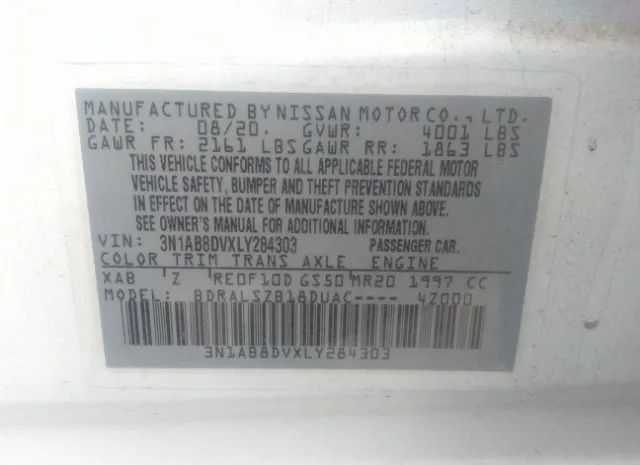 MANUFACTURED BY NISSAN MOTOR CO., LTD.
DATE: 08/20. GVWR: 4001 LBS
GAWR FR: 2161 LBS GAWR RR: 1863 LBS
THIS VEHICLE CONFORMS TO ALL APPLICABLE FEDERAL MOTOR
VEHICLE SAFETY, BUMPER AND THEFT PREVENTION STANDARDS
IN EFFECT ON THE DATE OF MANUFACTURE SHOWN ABOVE.
SEE OWNER'S MANUAL FOR ADDITIONAL INFORMATION.
VIN: 3N1AB8DVXLY284303 PASSENGER CAR.
COLOR TRIM TRANS AXLE ENGINE
XAB Z RE0F10D GS50 MR20 1997 CC
MODEL: BDRALSZB18DUAC---- 4Z000
3N1AB8DVXLY284303